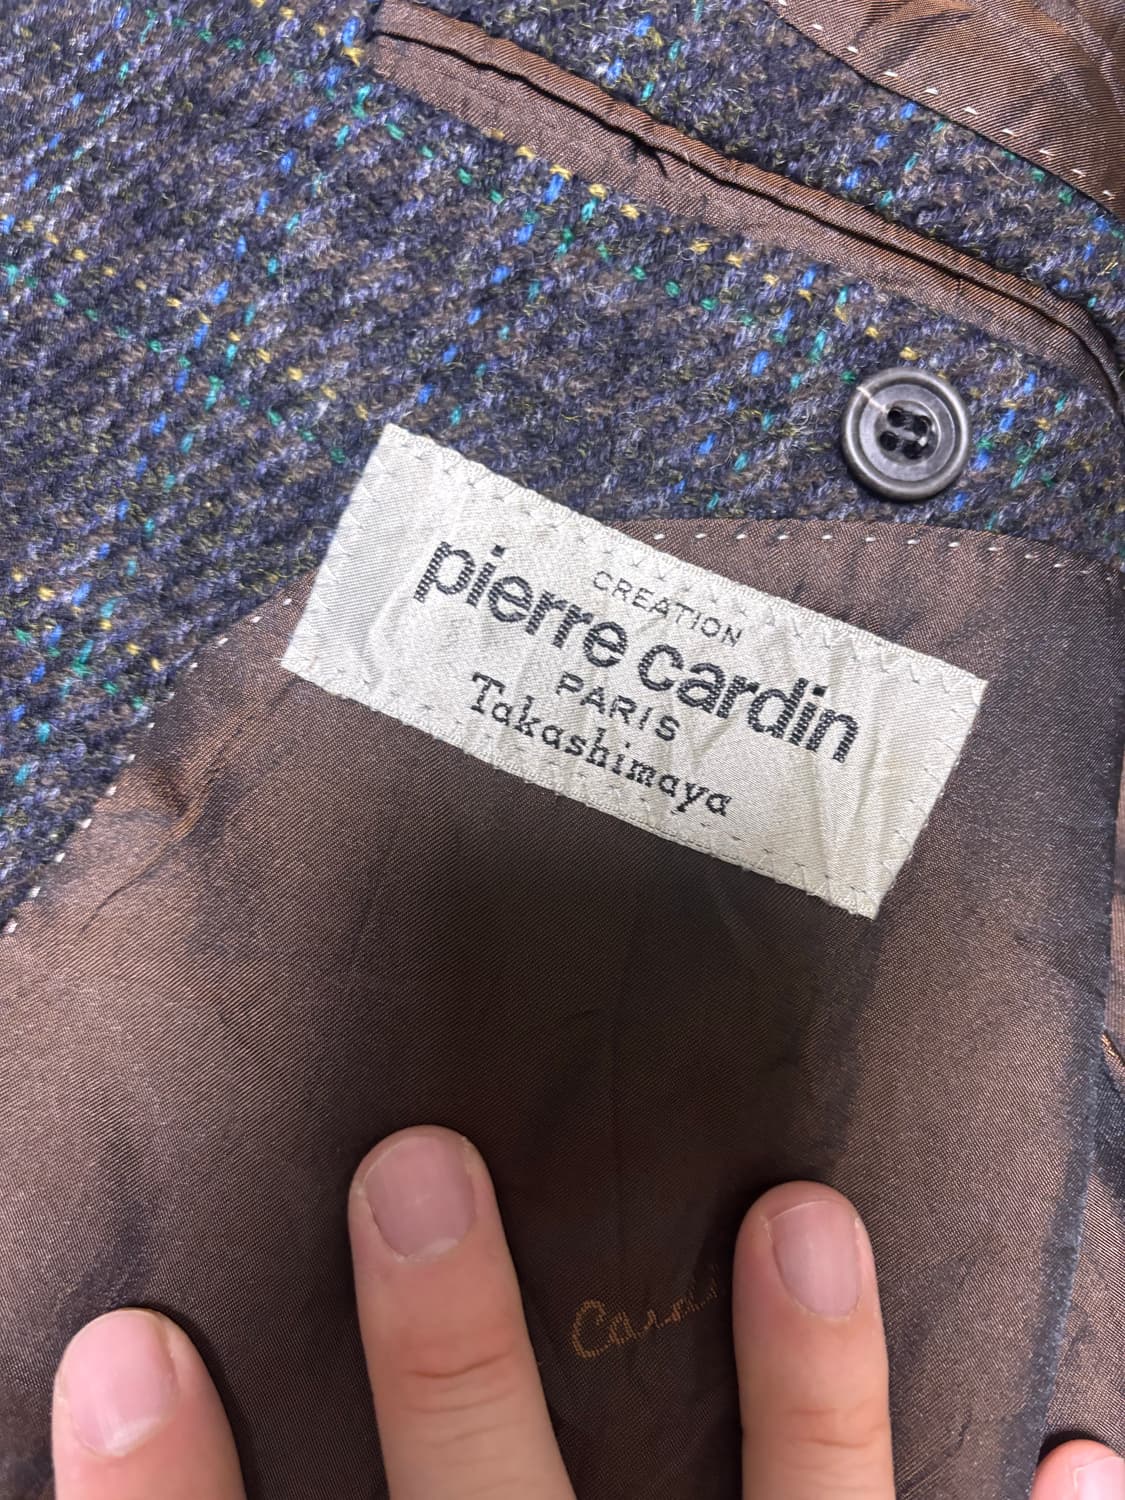 CREATION
pierre cardin
PARIS
Takashimaya